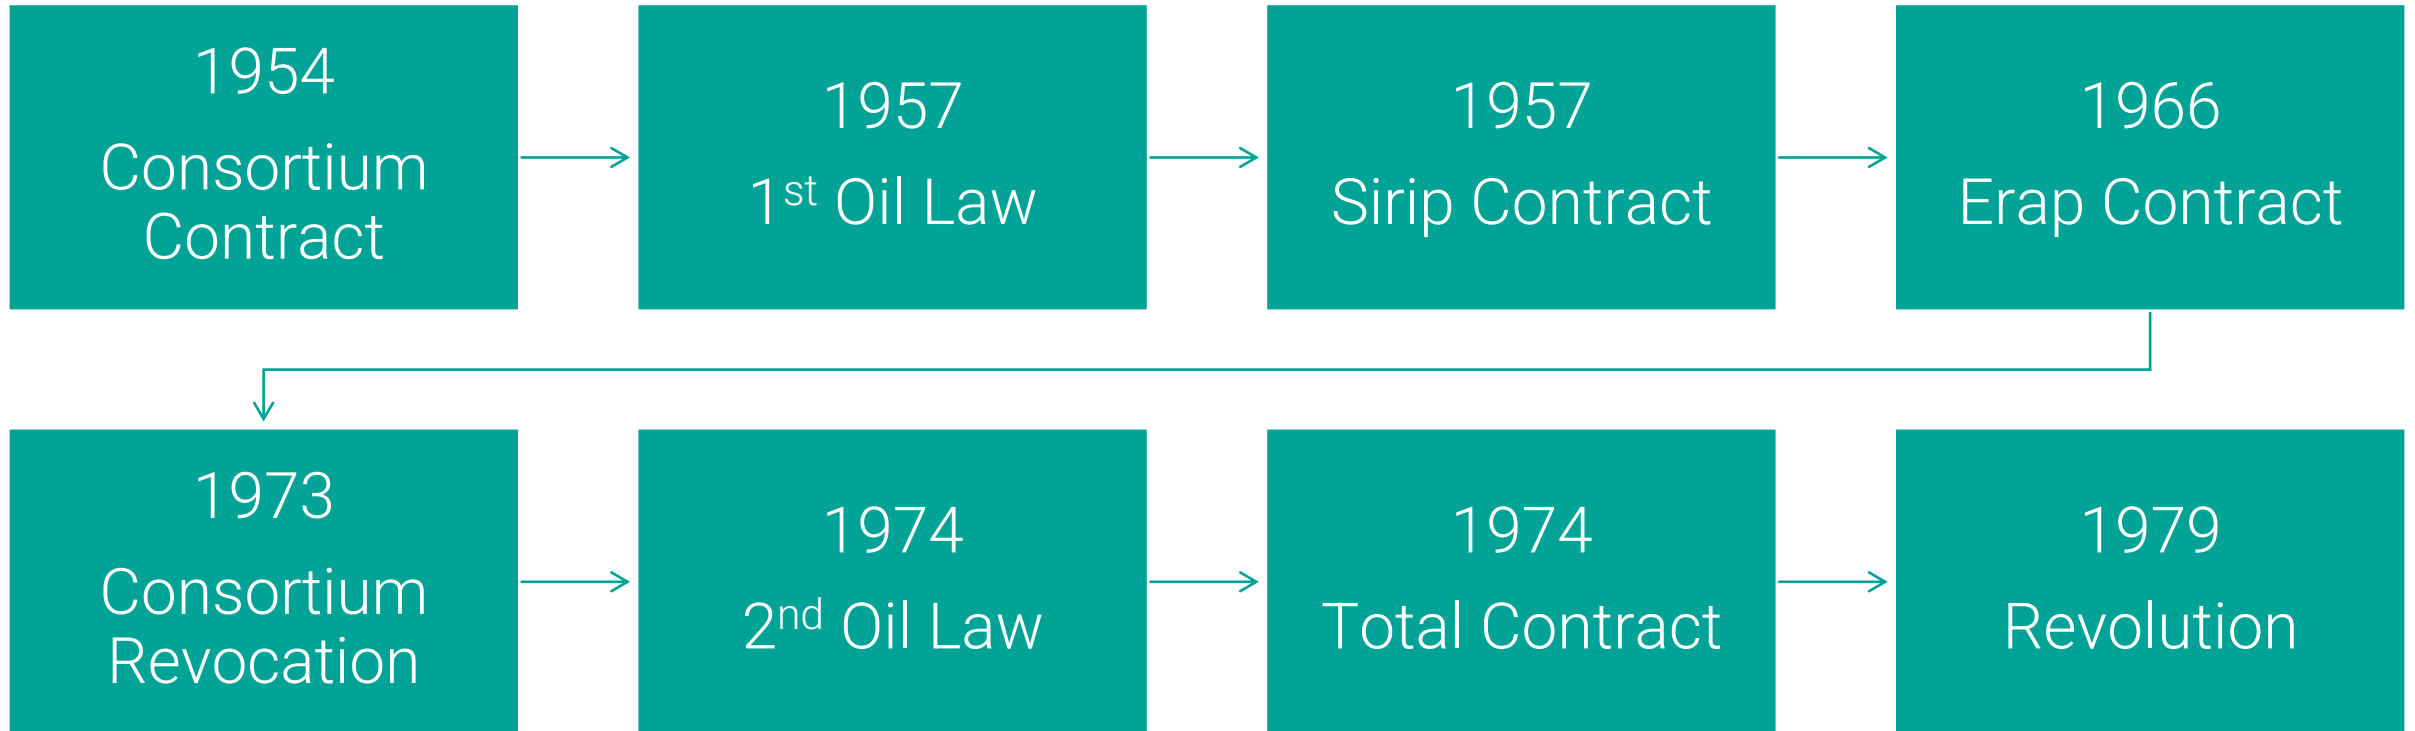 1954
Consortium
Contract
1957
1st Oil Law
1957
Sirip Contract
1966
Erap Contract
1973
Consortium
Revocation
1974
2nd Oil Law
1974
Total Contract
1979
Revolution